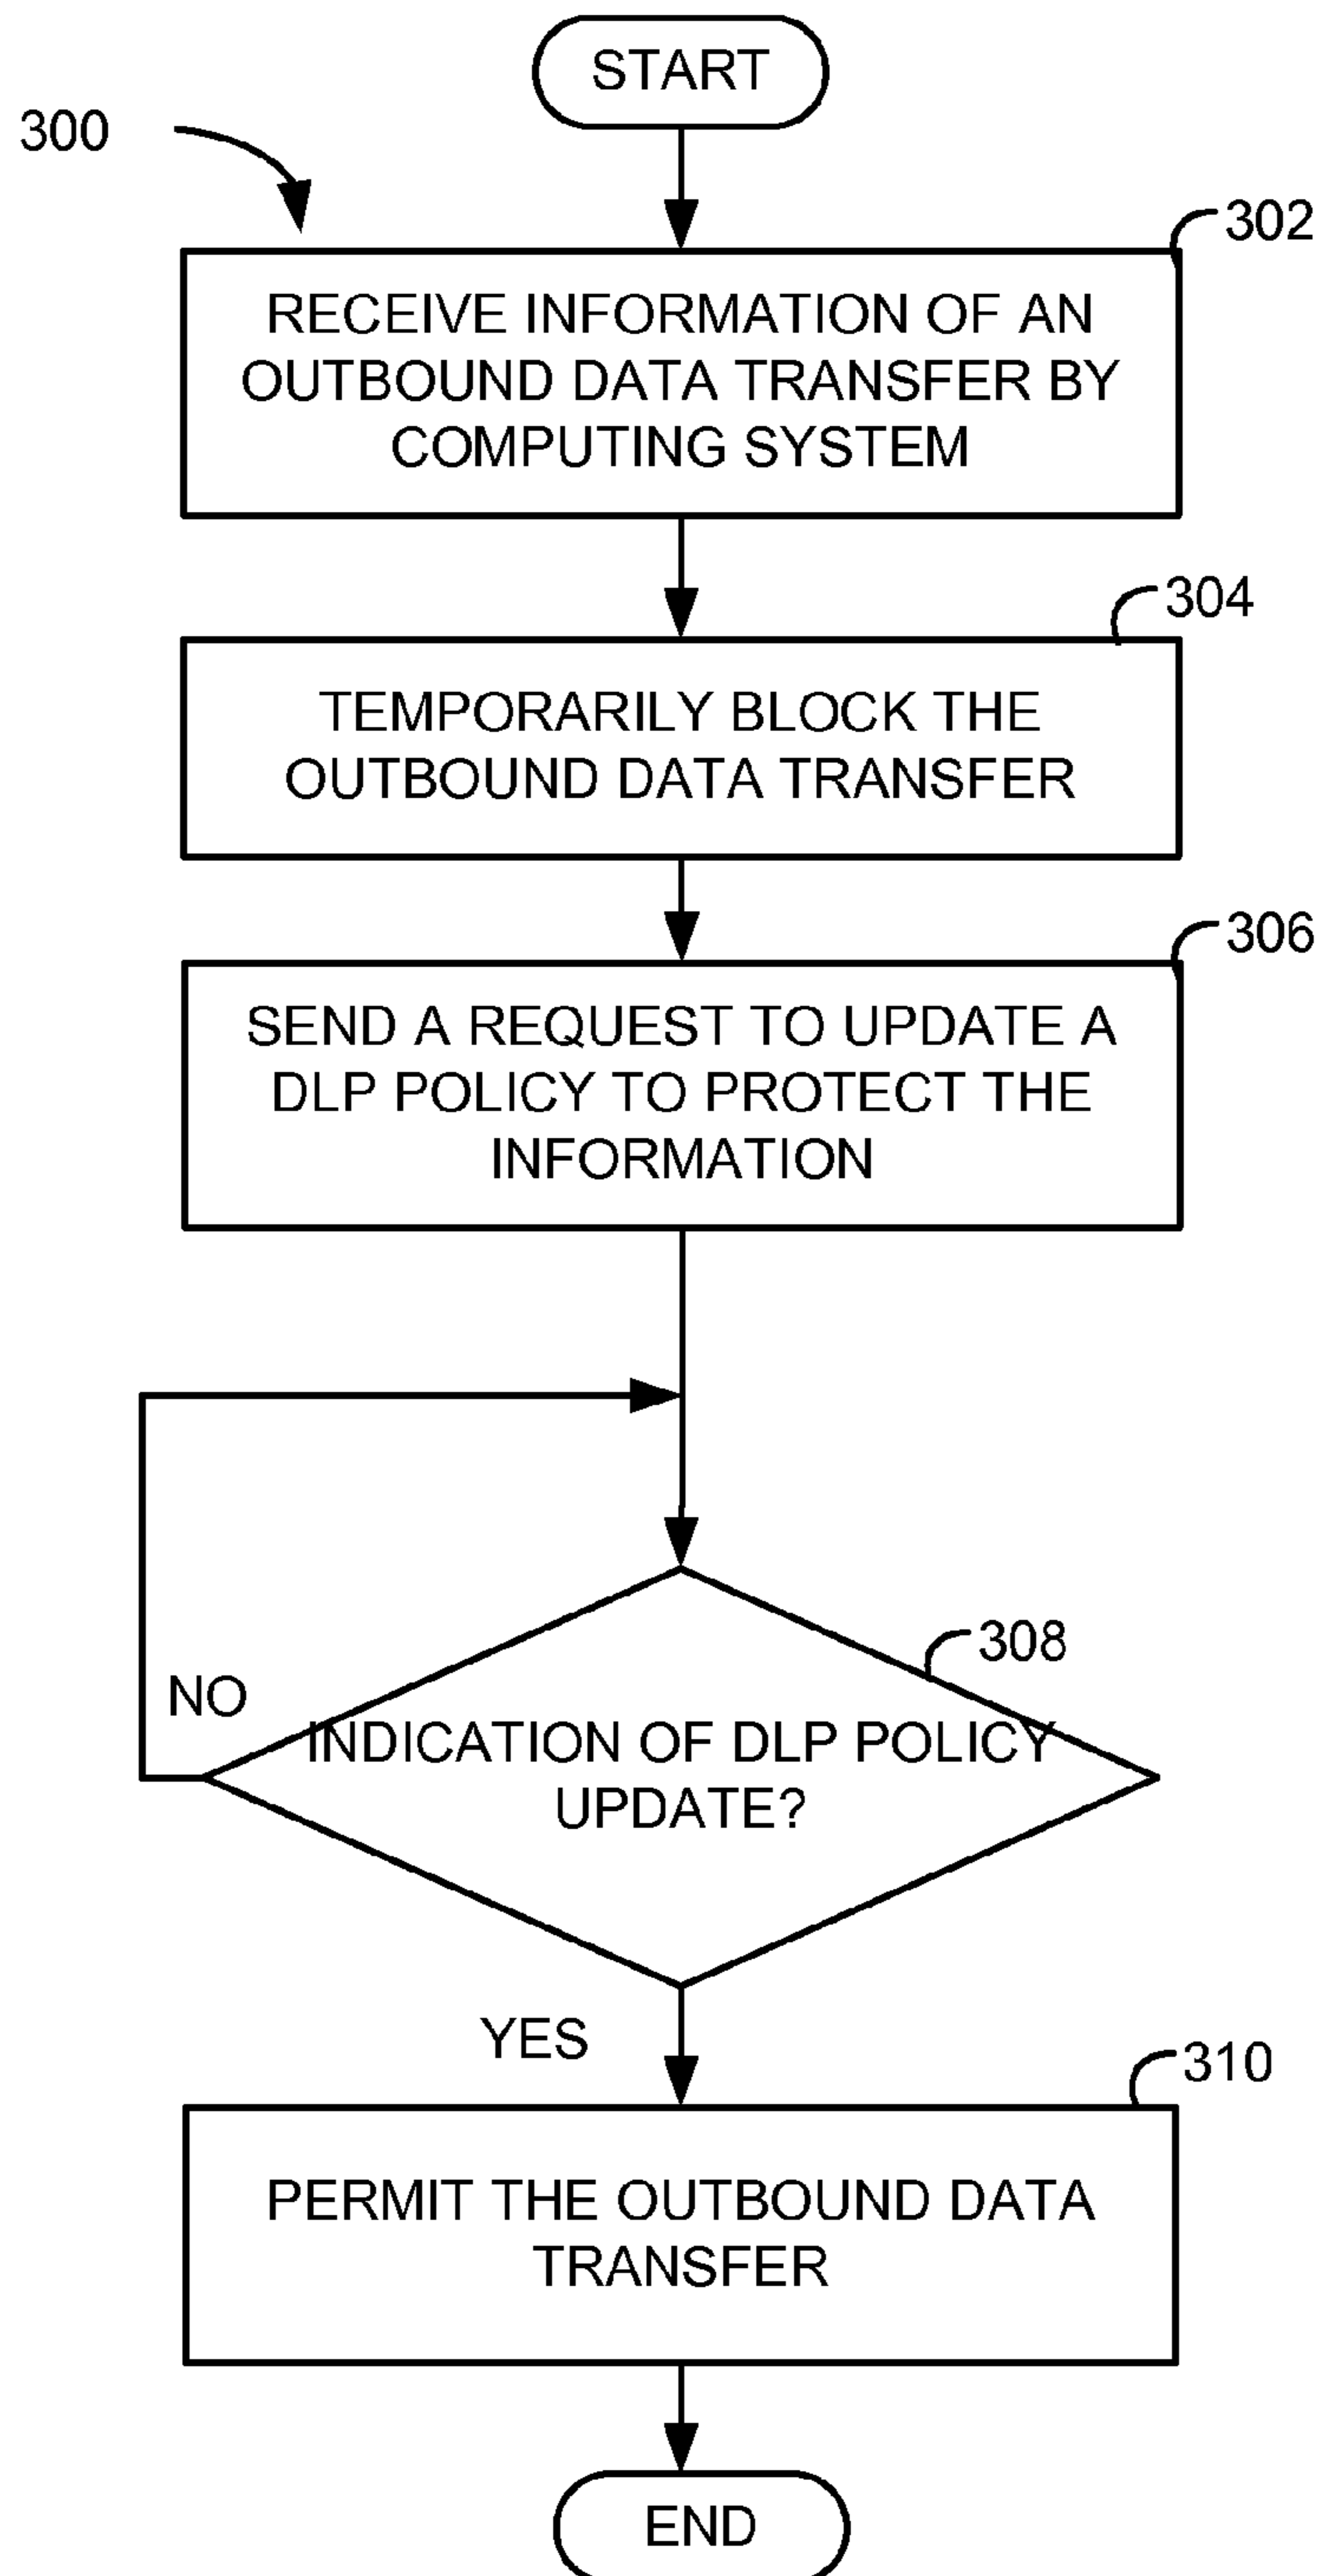 START
300
302
RECEIVE INFORMATION OF AN
OUTBOUND DATA TRANSFER BY
COMPUTING SYSTEM
304
TEMPORARILY BLOCK THE
OUTBOUND DATA TRANSFER
306
SEND A REQUEST TO UPDATE A
DLP POLICY TO PROTECT THE
INFORMATION
308
NO
INDICATION OF DLP POLICY
UPDATE?
YES
310
PERMIT THE OUTBOUND DATA
TRANSFER
END